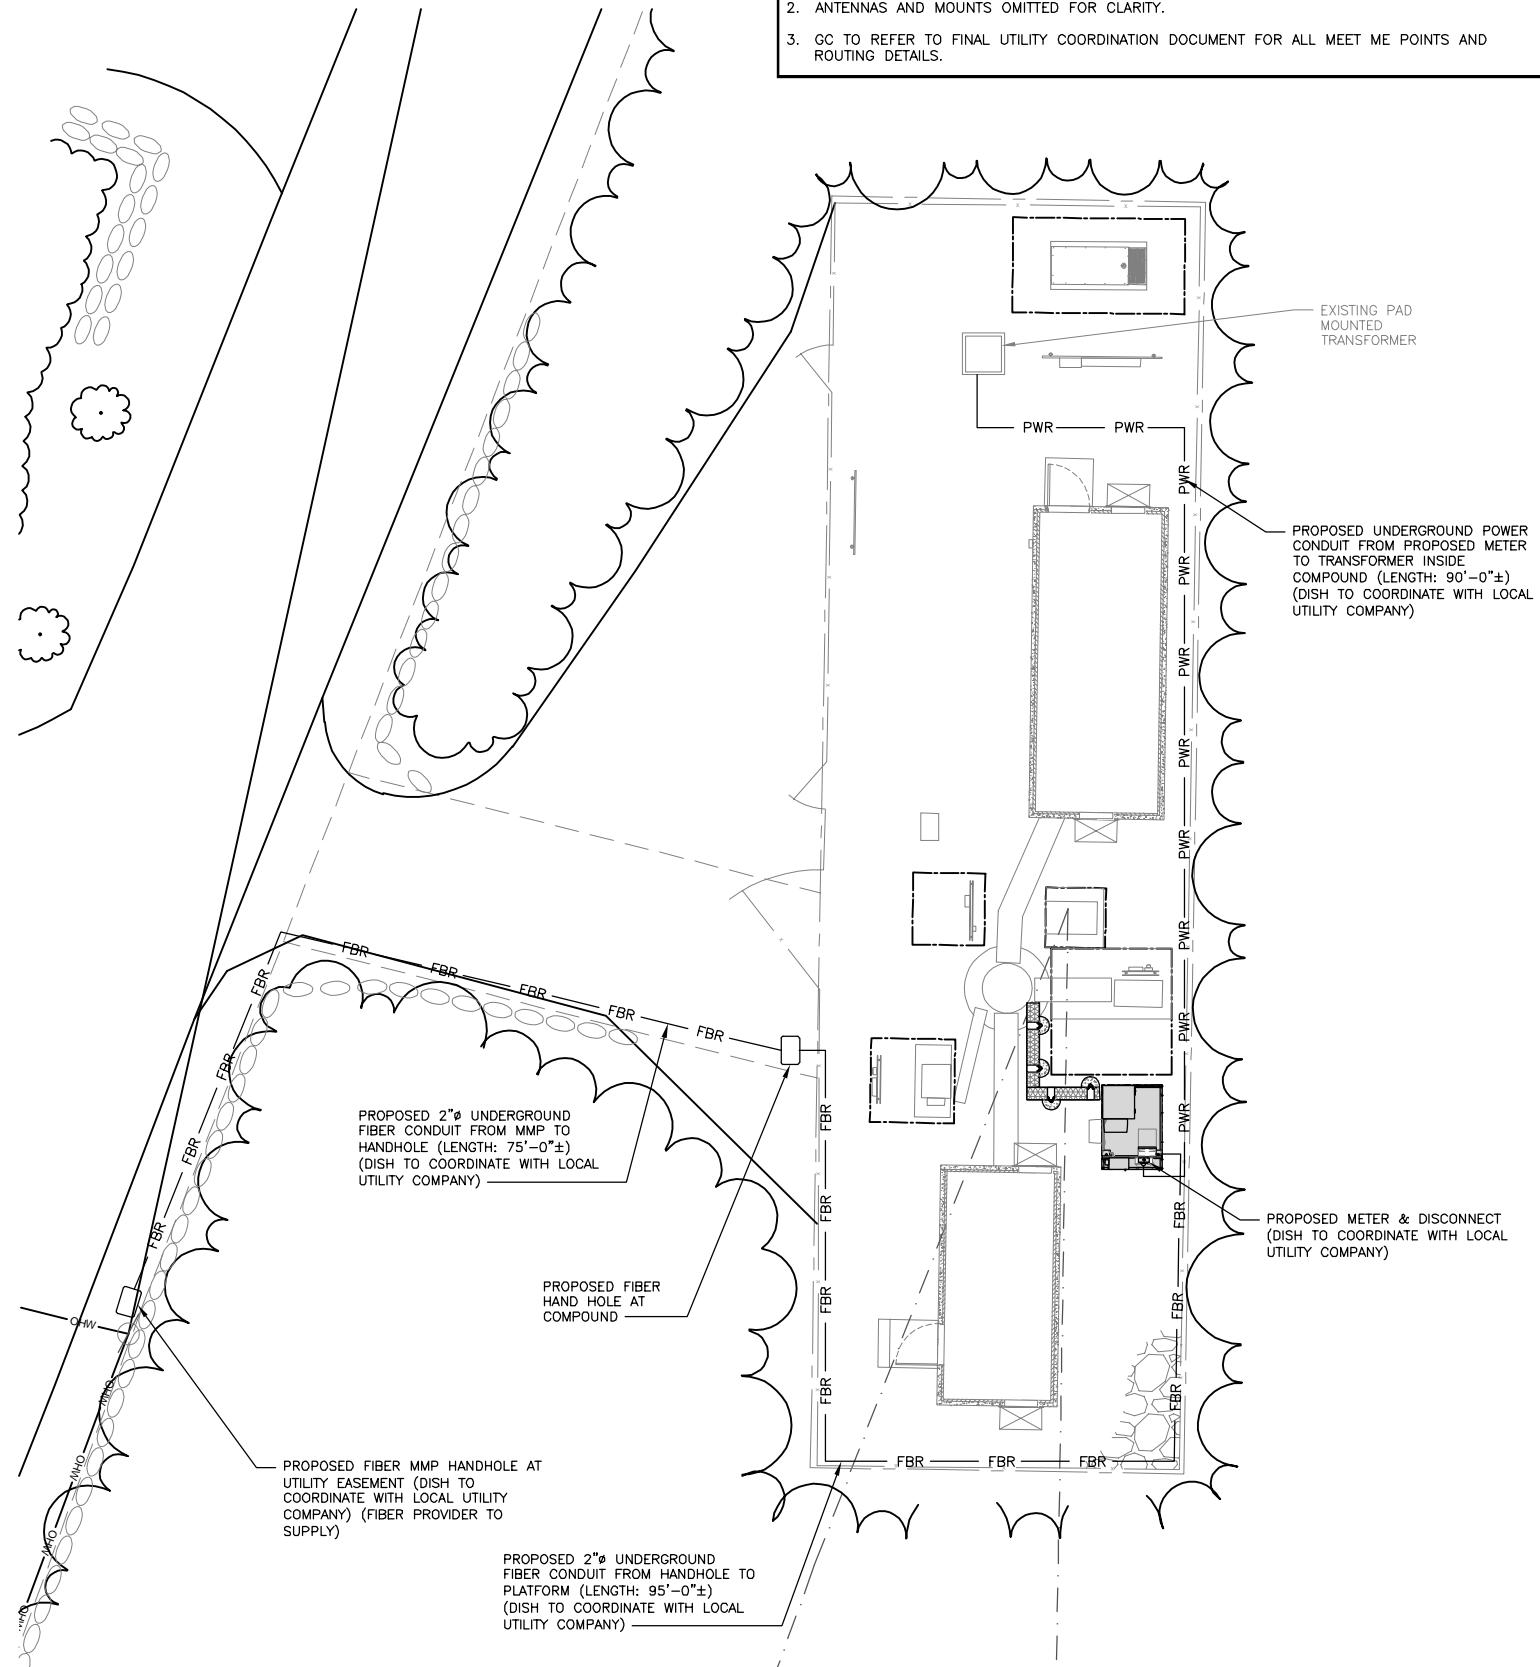 2. ANTENNAS AND MOUNTS OMITTED FOR CLARITY.
3. GC TO REFER TO FINAL UTILITY COORDINATION DOCUMENT FOR ALL MEET ME POINTS AND
ROUTING DETAILS.
EXISTING PAD
MOUNTED
TRANSFORMER
PWR
PWR
PWR
PROPOSED UNDERGROUND POWER
CONDUIT FROM PROPOSED METER
TO TRANSFORMER INSIDE
COMPOUND (LENGTH: 90'-0"±)
(DISH TO COORDINATE WITH LOCAL
UTILITY COMPANY)
PWR
PWR
PWR
PWR
PWR
PWR
PWR
FBR
FBR
FBR
FBR
FBR
FBR
FBR
FBR
FBR
PROPOSED 2"ø UNDERGROUND
FIBER CONDUIT FROM MMP TO
HANDHOLE (LENGTH: 75'-0"±)
(DISH TO COORDINATE WITH LOCAL
UTILITY COMPANY)
FBR
FBR
FBR
FBR
FBR
FBR
FBR
FBR
FBR
FBR
PROPOSED METER & DISCONNECT
(DISH TO COORDINATE WITH LOCAL
UTILITY COMPANY)
PROPOSED FIBER
HAND HOLE AT
COMPOUND
OHW
OHW
OHW
OHW
OHW
PROPOSED FIBER MMP HANDHOLE AT
UTILITY EASEMENT (DISH TO
COORDINATE WITH LOCAL UTILITY
COMPANY) (FIBER PROVIDER TO
SUPPLY)
PROPOSED 2"ø UNDERGROUND
FIBER CONDUIT FROM HANDHOLE TO
PLATFORM (LENGTH: 95'-0"±)
(DISH TO COORDINATE WITH LOCAL
UTILITY COMPANY)